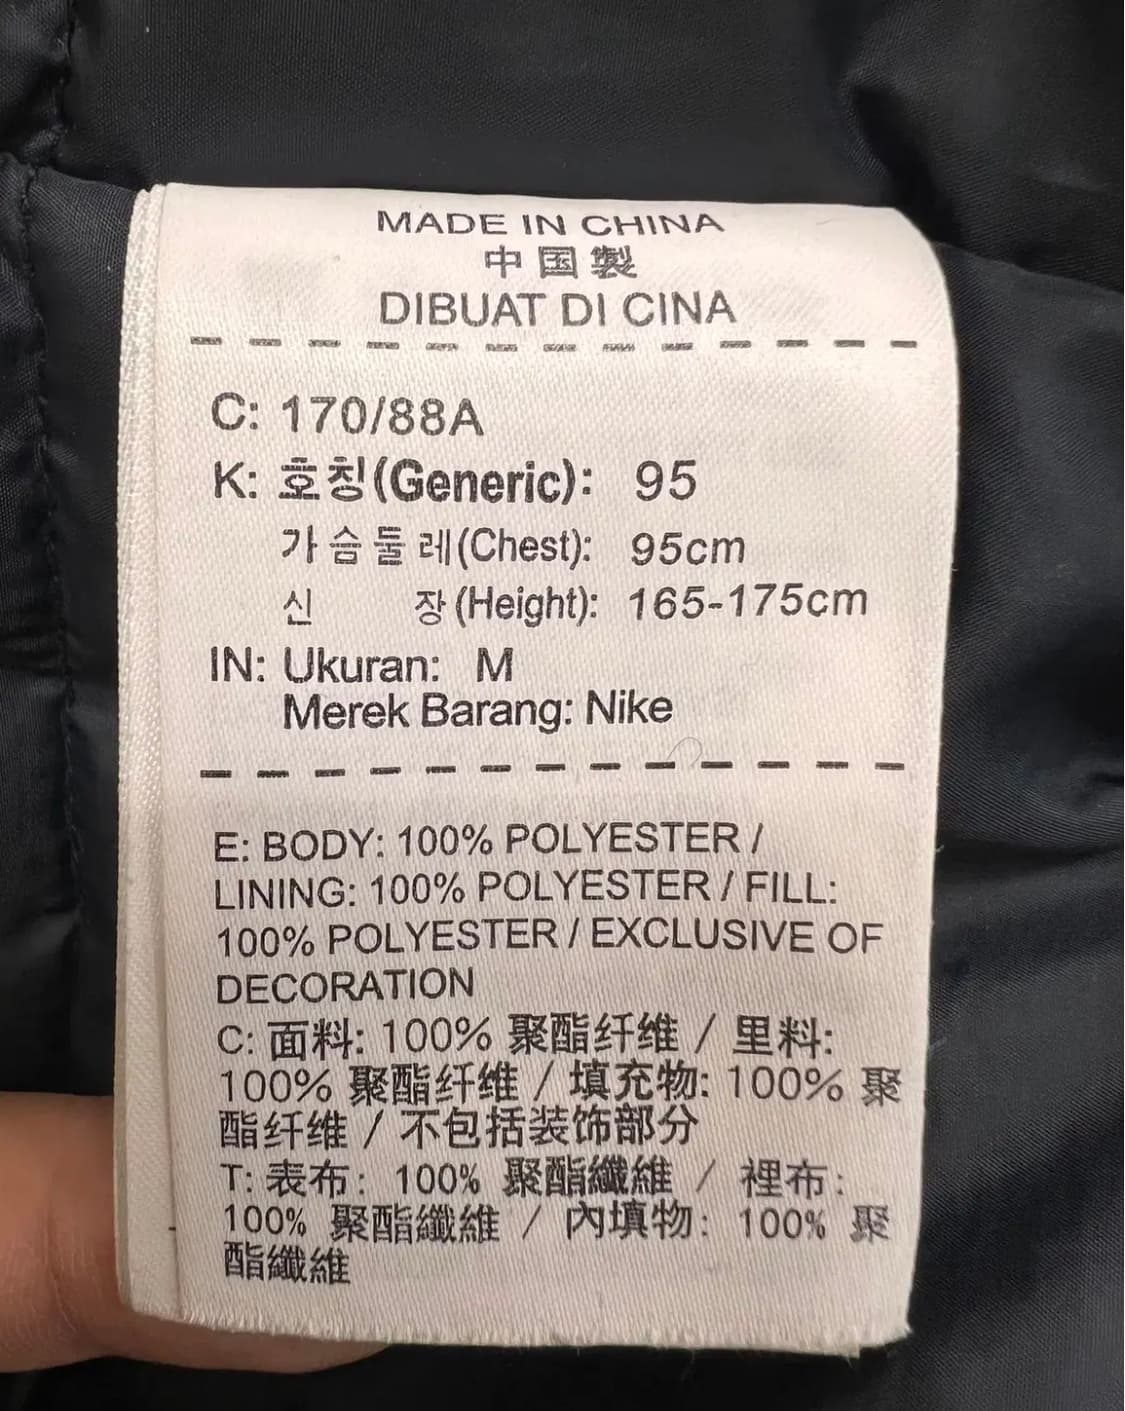 MADE IN CHINA
中国製
DIBUAT DI CINA
C: 170/88A
K: 호칭(Generic): 95
가슴둘레(Chest): 95cm
신 장(Height): 165-175cm
IN: Ukuran: M
Merek Barang: Nike
E: BODY: 100% POLYESTER /
LINING: 100% POLYESTER / FILL:
100% POLYESTER / EXCLUSIVE OF
DECORATION
C: 面料: 100% 聚酯纤维 / 里料:
100% 聚酯纤维 / 填充物: 100% 聚
酯纤维 / 不包括装饰部分
T: 表布: 100% 聚酯纖維 / 裡布:
100% 聚酯纖維 / 內填物: 100% 聚
酯纖維